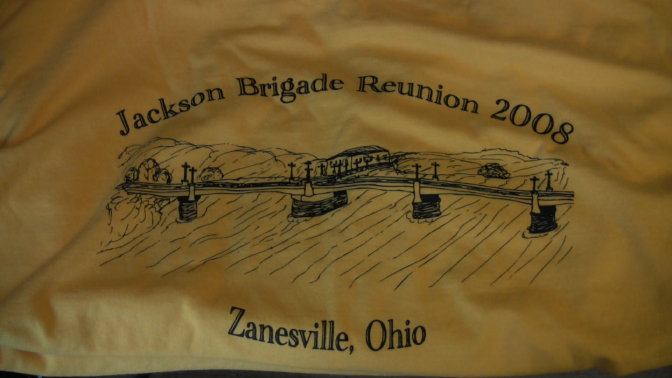 Jackson Brigade Reunion 2008
Zanesville, Ohio